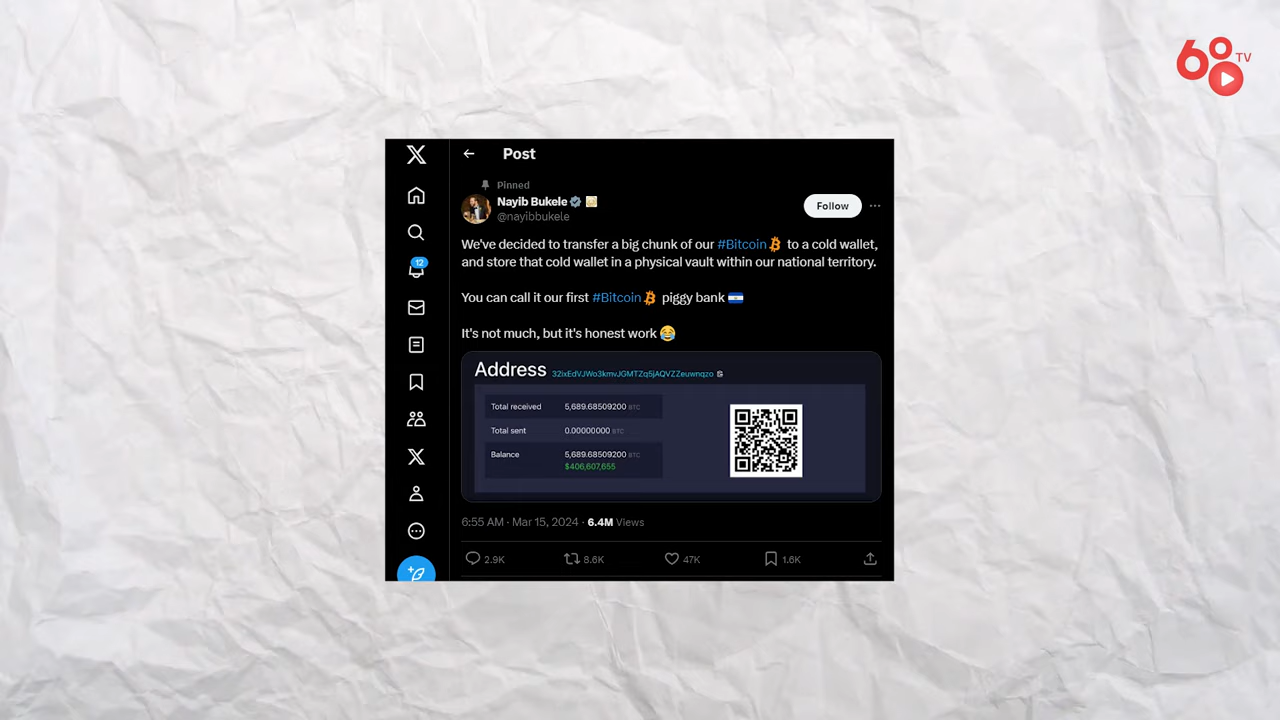 68 TV
Post
Pinned
Nayib Bukele
@nayibbukele
Follow
12
We've decided to transfer a big chunk of our #Bitcoin to a cold wallet,
and store that cold wallet in a physical vault within our national territory.
You can call it our first #Bitcoin piggy bank 🇸🇻
It's not much, but it's honest work 😂
Address 32ixEdVJWo3kmvJGMTZq5jAQVZZeuwnqzo
Total received 5,689.68509200 BTC
Total sent 0.00000000 BTC
Balance 5,689.68509200 BTC
$406,607,655
6:55 AM · Mar 15, 2024 · 6.4M Views
2.9K 8.6K 47K 1.6K